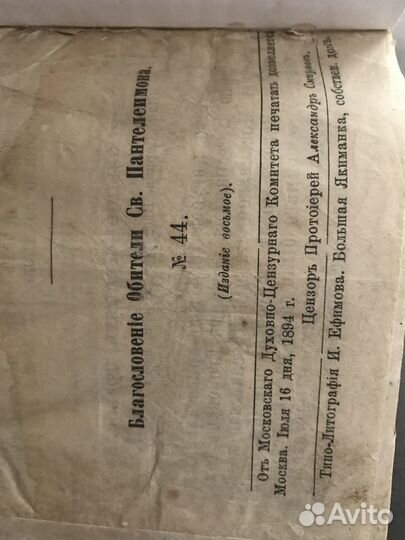 Благословеніе Обители Св. Пантелеимона.
№ 44.
(Изданіе восьмое).
Отъ Московскаго Духовно-Цензурнаго Комитета печатать дозволяется
Москва. Іюля 16 дня, 1894 г.
Цензоръ Протоіерей Александръ Смирновъ.
Типо-Литографія И. Ефимова. Большая Якиманка, собствен. домъ.
Avito